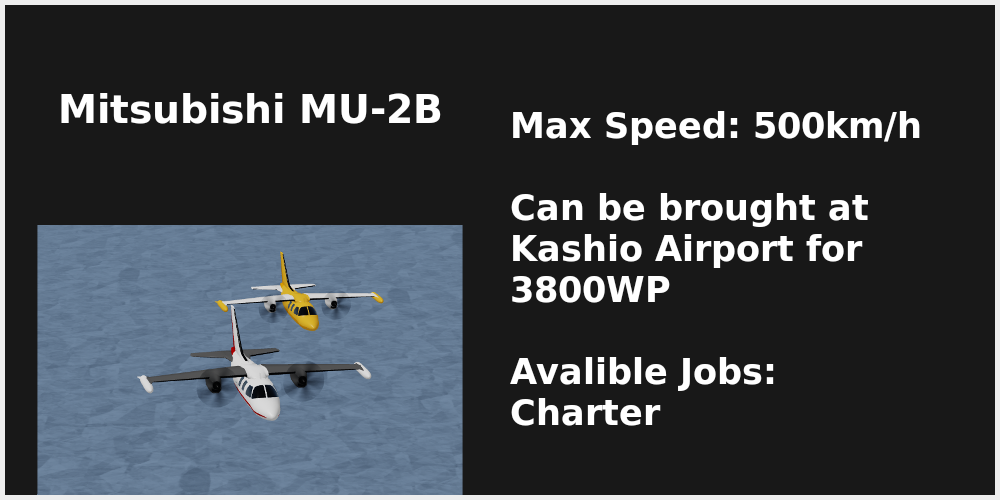 Mitsubishi MU-2B
Max Speed: 500km/h
Can be brought at
Kashio Airport for
3800WP
Avalible Jobs:
Charter